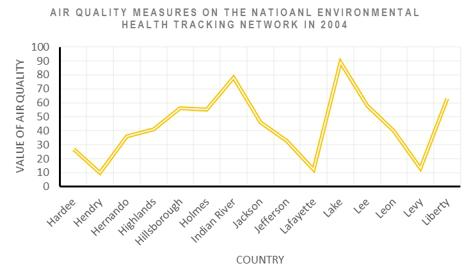 AIR QUALITY MEASURES ON THE NATIOANL ENVIRONMENTAL
HEALTH TRACKING NETWORK IN 2004
VALUE OF AIR QUALITY
100
90
80
70
60
50
40
30
20
10
0
Hardee
Hendry
Hernando
Highlands
Hillsborough
Holmes
Indian River
Jackson
Jefferson
Lafayette
Lake
Lee
Leon
Levy
Liberty
COUNTRY